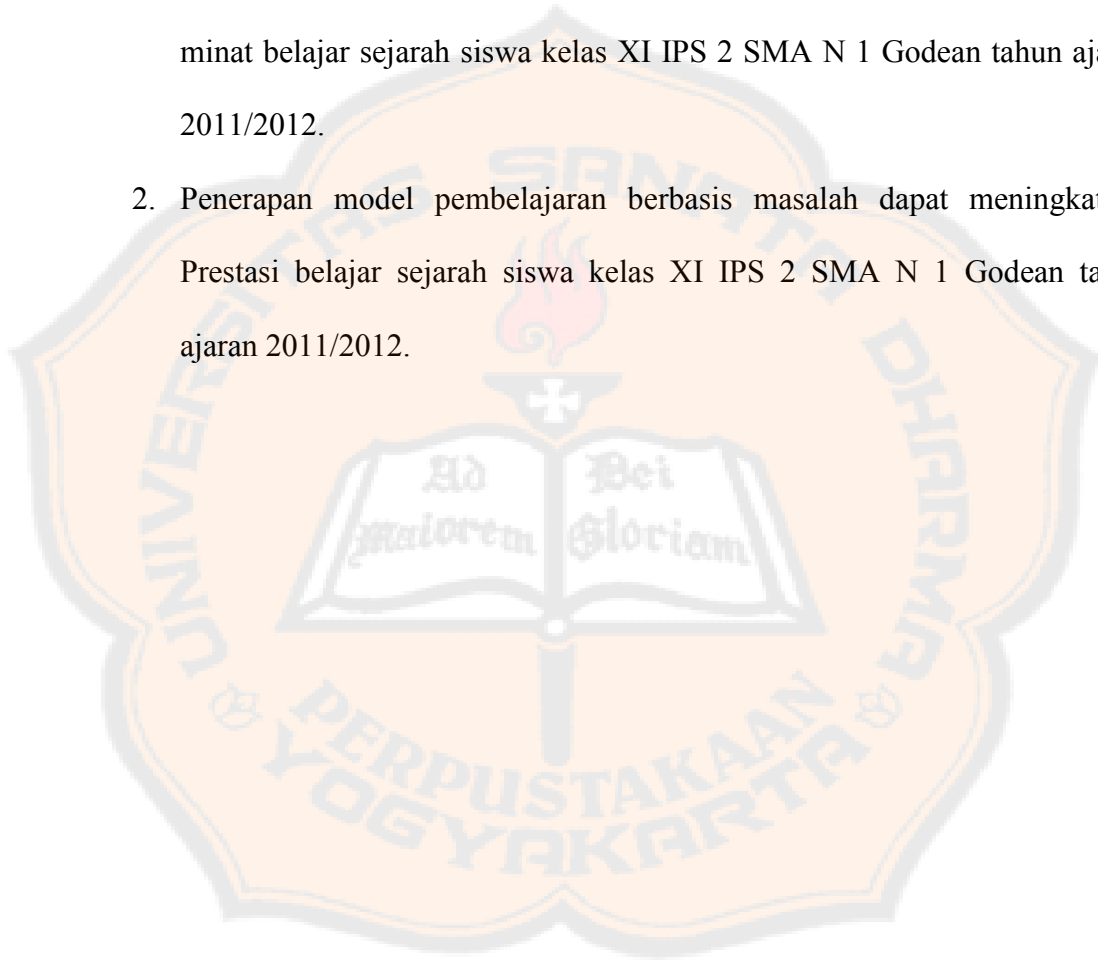 minat belajar sejarah siswa kelas XI IPS 2 SMA N 1 Godean tahun aja
2011/2012.
2. Penerapan model pembelajaran berbasis masalah dapat meningkat
Prestasi belajar sejarah siswa kelas XI IPS 2 SMA N 1 Godean ta
ajaran 2011/2012.
UNIVERSITAS SANATA DHARMA
Ad Dei
Maiorem Gloriam
PERPUSTAKAAN
YOGYAKARTA